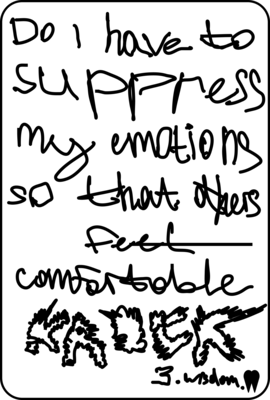 Do i have to
suppress
my emotions
so that others
feel
comfortable
KADEK
J. wisdom.